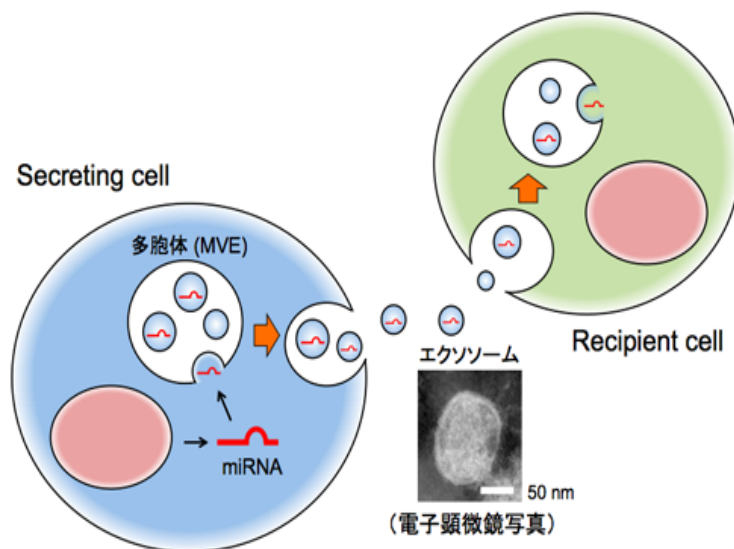 Secreting cell
多胞体 (MVE)
miRNA
エクソソーム
50 nm
(電子顕微鏡写真)
Recipient cell